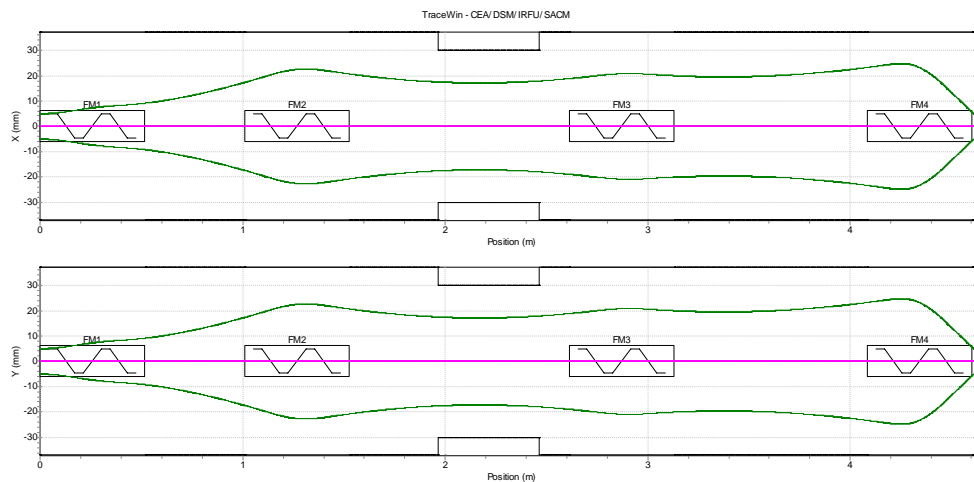 TraceWin - CEA/DSM/IRFU/SACM
30
20
10
0
-10
-20
-30
X (mm)
FM1 FM2 FM3 FM4
0 1 2 3 4
Position (m)
30
20
10
0
-10
-20
-30
Y (mm)
FM1 FM2 FM3 FM4
0 1 2 3 4
Position (m)